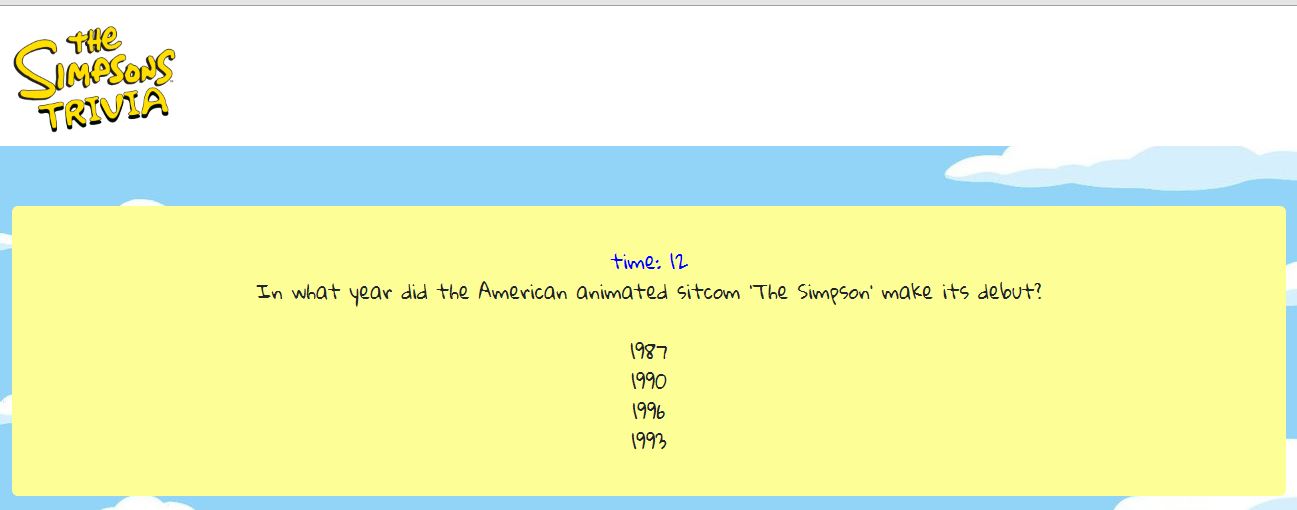 THE
SIMPSONS
TRIVIA
time: 12
In what year did the American animated sitcom 'The Simpson' make its debut?
1987
1990
1996
1993